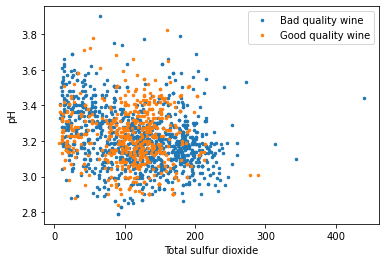 Bad quality wine
Good quality wine
3.8
3.6
3.4
3.2
3.0
2.8
pH
0
100
200
300
400
Total sulfur dioxide